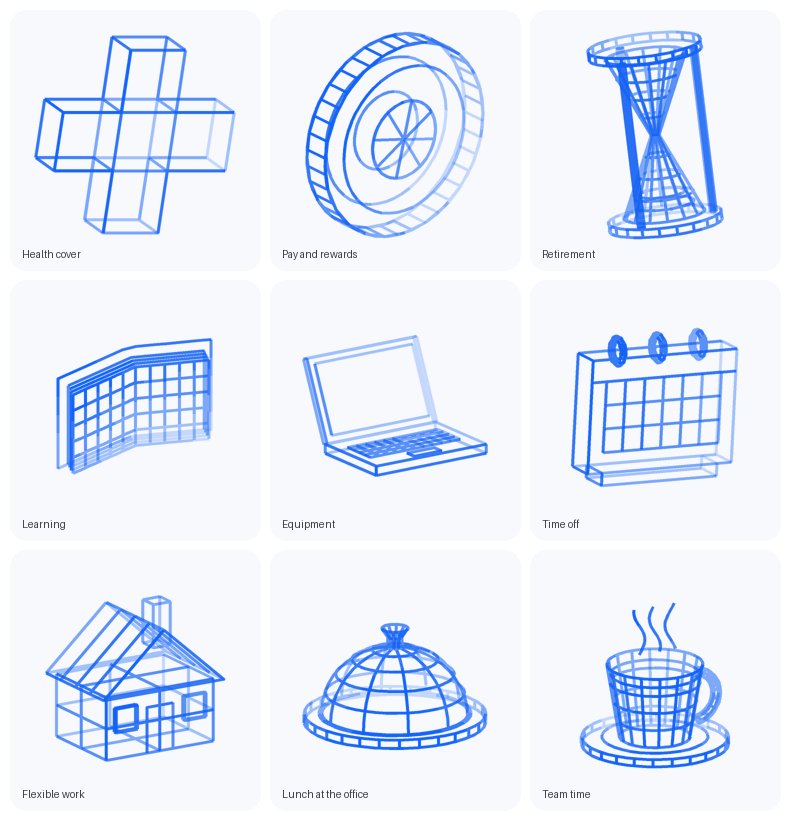 Health cover
Pay and rewards
Retirement
Learning
Equipment
Time off
Flexible work
Lunch at the office
Team time